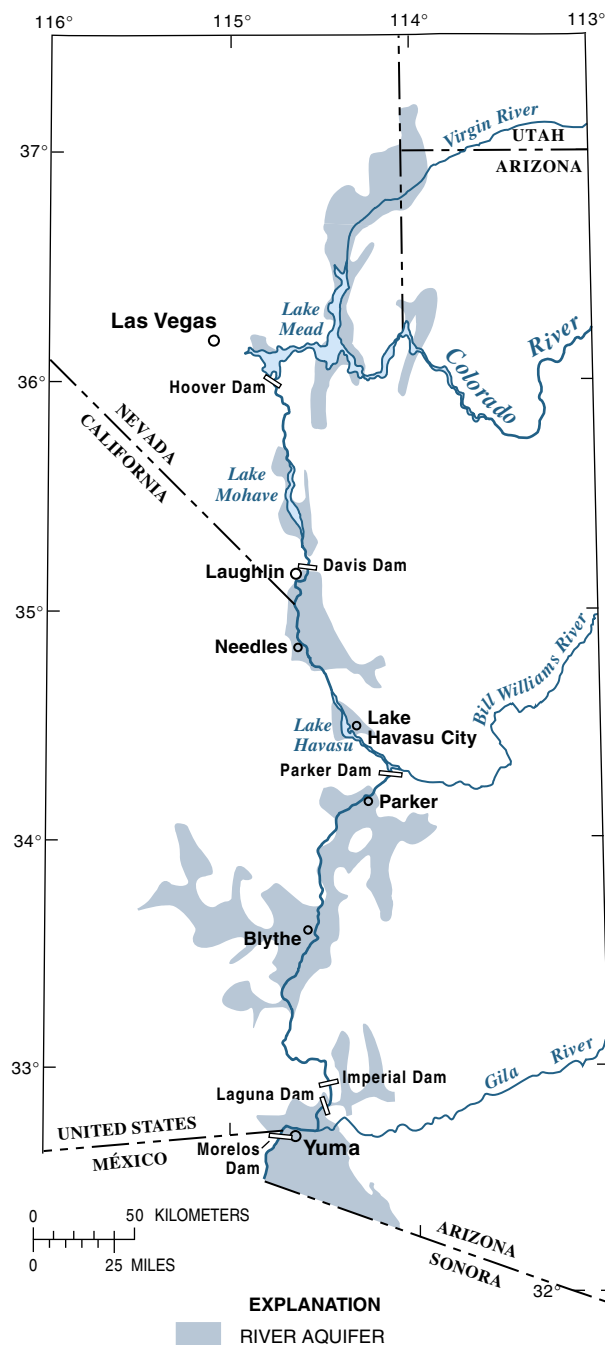 116°
115°
114°
113°
Virgin River
UTAH
ARIZONA
37°
Las Vegas
Lake
Mead
River
Colorado
36°
Hoover Dam
NEVADA
CALIFORNIA
Lake
Mohave
Davis Dam
Laughlin
35°
Needles
Bill Williams River
Lake
Havasu
Lake
Havasu City
Parker Dam
Parker
34°
Blythe
33°
Imperial Dam
Gila River
Laguna Dam
UNITED STATES
MÉXICO
Morelos
Dam
Yuma
0 50 KILOMETERS
0 25 MILES
ARIZONA
SONORA
32°
EXPLANATION
RIVER AQUIFER